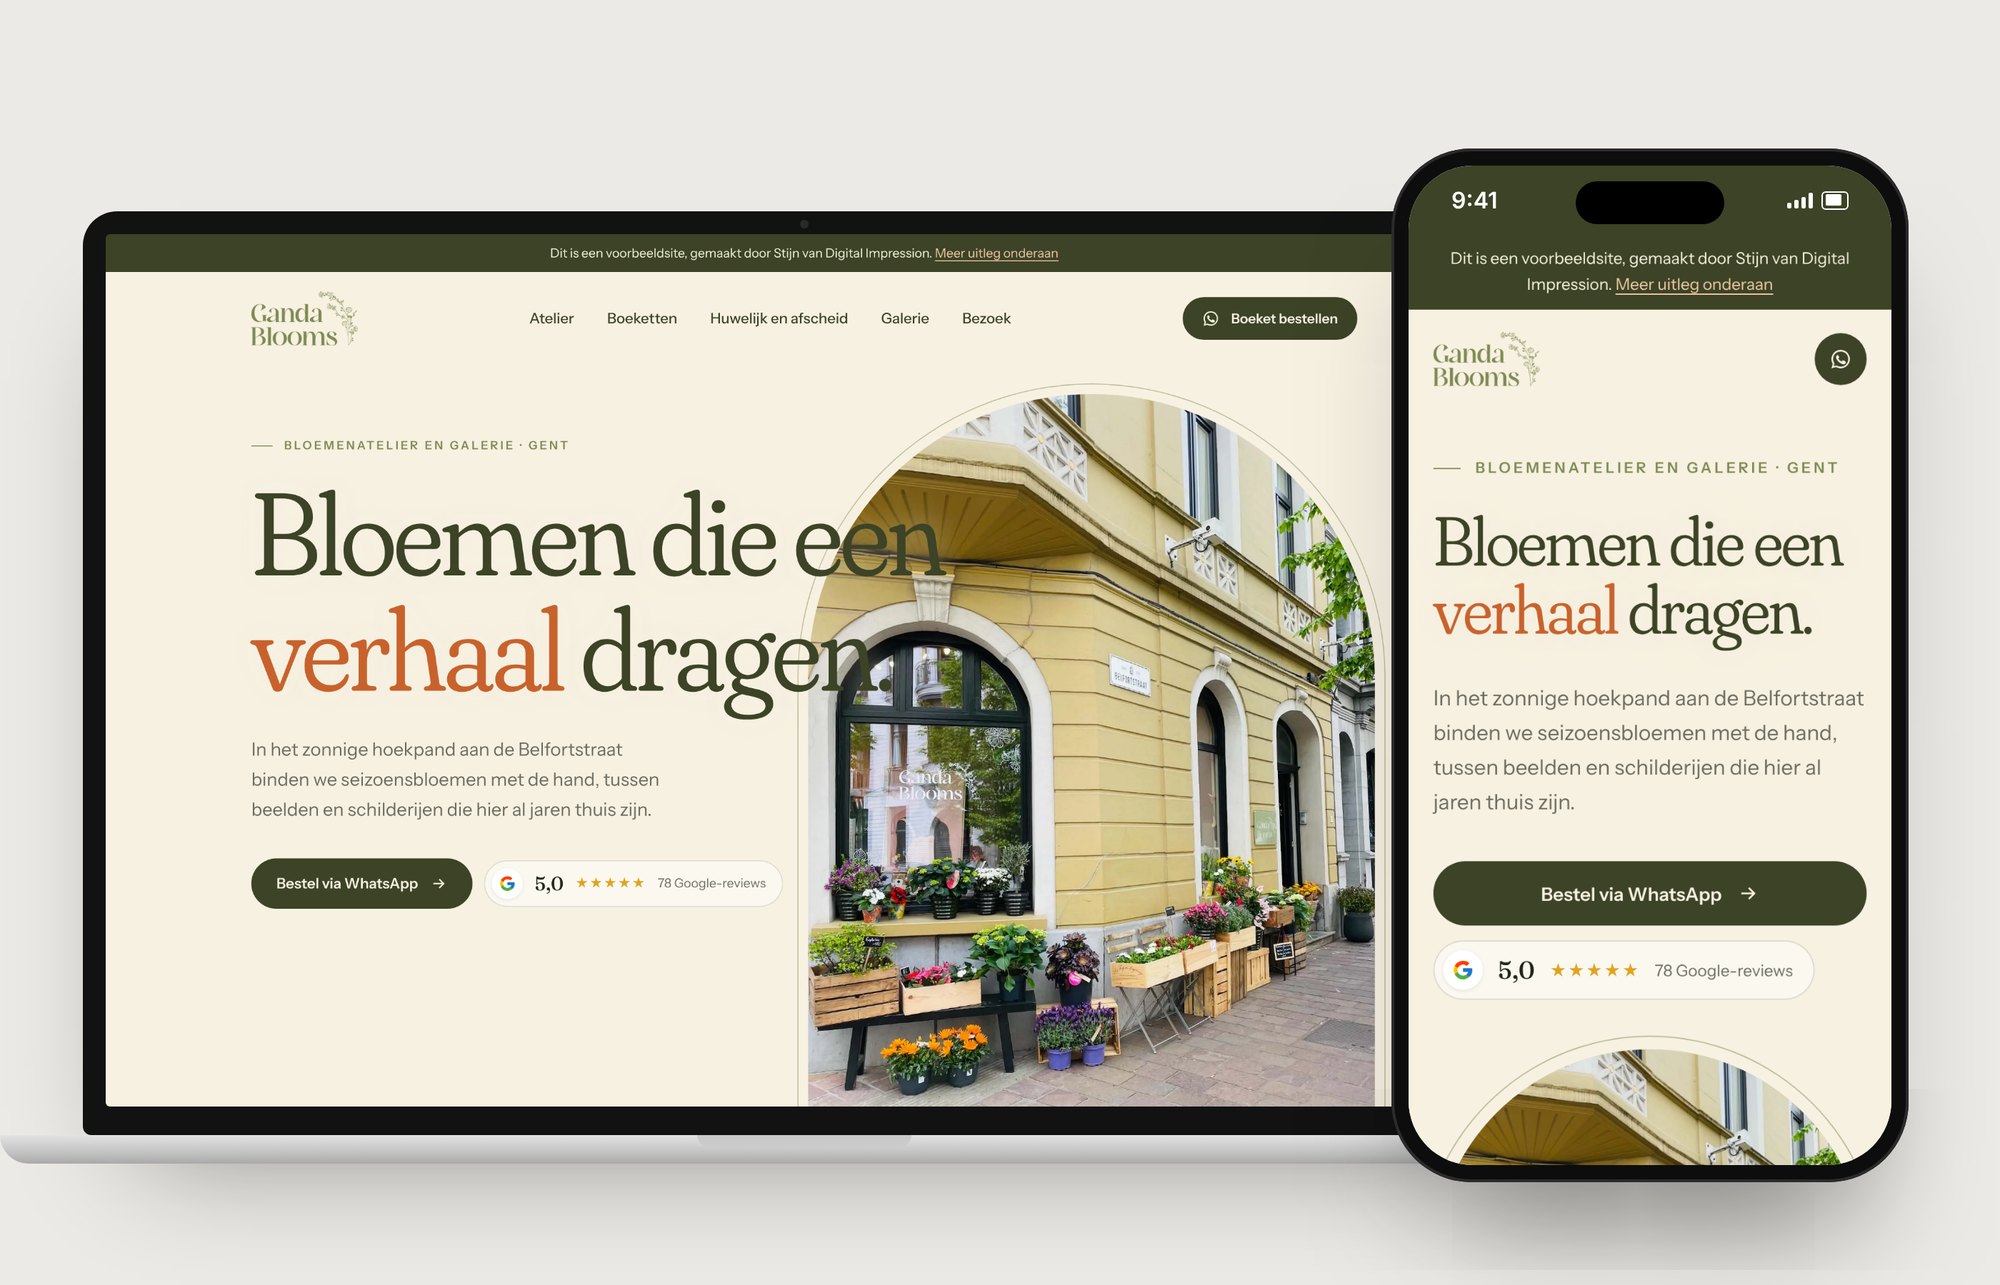 Dit is een voorbeeldsite, gemaakt door Stijn van Digital Impression. Meer uitleg onderaan
Ganda
Blooms
Atelier
Boeketten
Huwelijk en afscheid
Galerie
Bezoek
Boeket bestellen
BLOEMENATELIER EN GALERIE · GENT
Bloemen die een
verhaal dragen.
In het zonnige hoekpand aan de Belfortstraat
binden we seizoensbloemen met de hand, tussen
beelden en schilderijen die hier al jaren thuis zijn.
Bestel via WhatsApp →
5,0 ★★★★★ 78 Google-reviews
BELFORTSTRAAT
Ganda
Blooms
9:41
Dit is een voorbeeldsite, gemaakt door Stijn van Digital
Impression. Meer uitleg onderaan
Ganda
Blooms
BLOEMENATELIER EN GALERIE · GENT
Bloemen die een
verhaal dragen.
In het zonnige hoekpand aan de Belfortstraat
binden we seizoensbloemen met de hand,
tussen beelden en schilderijen die hier al
jaren thuis zijn.
Bestel via WhatsApp →
5,0 ★★★★★ 78 Google-reviews